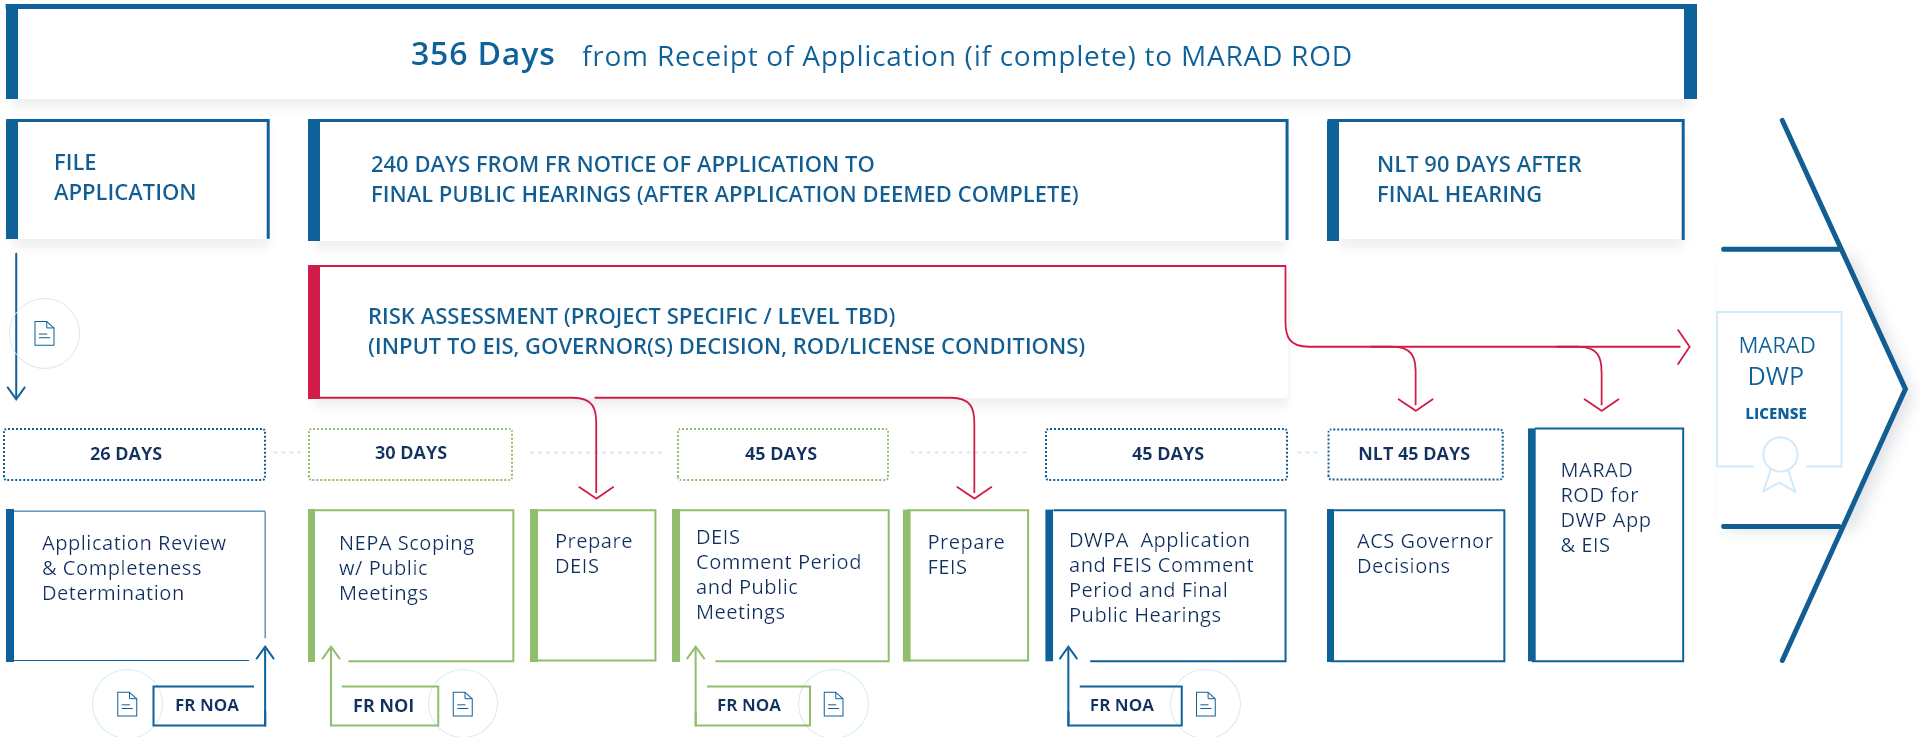 356 Days from Receipt of Application (if complete) to MARAD ROD
FILE
APPLICATION
240 DAYS FROM FR NOTICE OF APPLICATION TO
FINAL PUBLIC HEARINGS (AFTER APPLICATION DEEMED COMPLETE)
NLT 90 DAYS AFTER
FINAL HEARING
RISK ASSESSMENT (PROJECT SPECIFIC / LEVEL TBD)
(INPUT TO EIS, GOVERNOR(S) DECISION, ROD/LICENSE CONDITIONS)
MARAD
DWP
LICENSE
26 DAYS
30 DAYS
45 DAYS
45 DAYS
NLT 45 DAYS
Application Review
& Completeness
Determination
NEPA Scoping
w/ Public
Meetings
Prepare
DEIS
DEIS
Comment Period
and Public
Meetings
Prepare
FEIS
DWPA Application
and FEIS Comment
Period and Final
Public Hearings
ACS Governor
Decisions
MARAD
ROD for
DWP App
& EIS
FR NOA
FR NOI
FR NOA
FR NOA